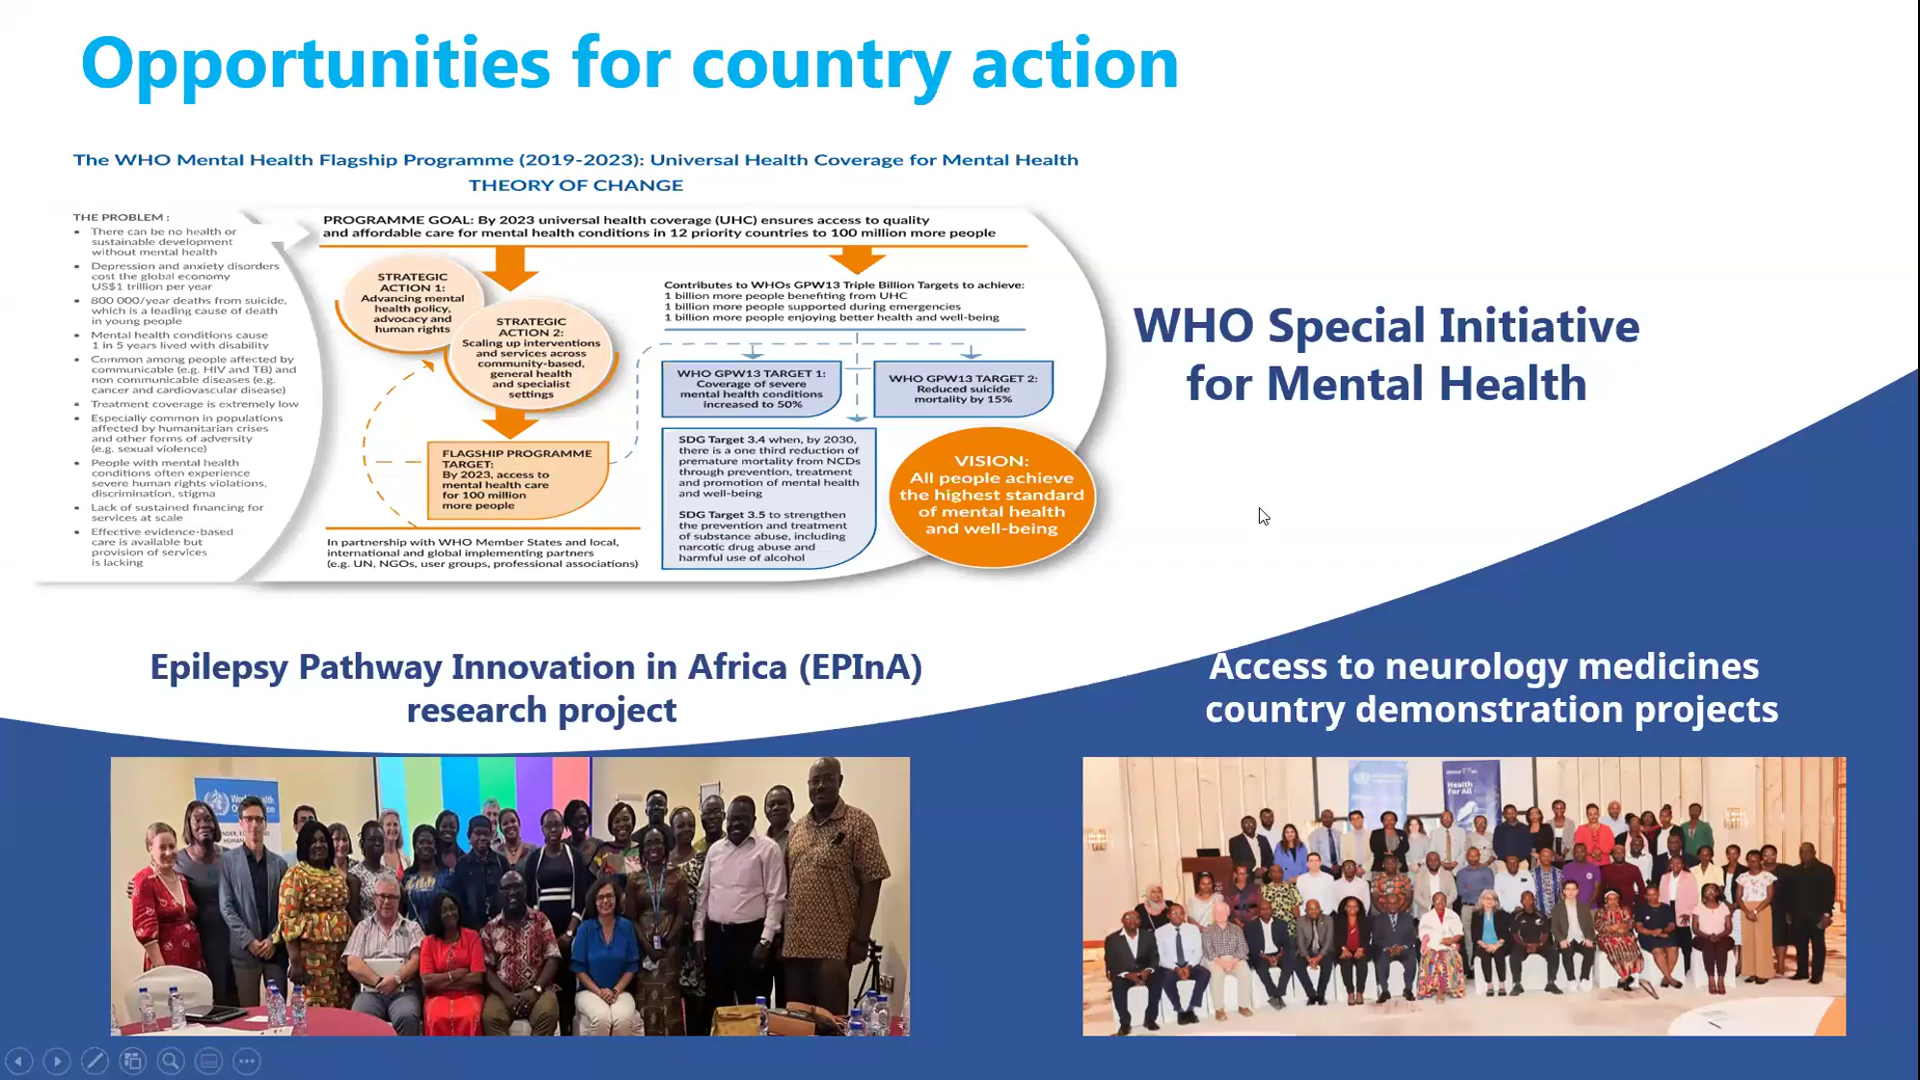 Opportunities for country action
The WHO Mental Health Flagship Programme (2019-2023): Universal Health Coverage for Mental Health
THEORY OF CHANGE
THE PROBLEM :
• There can be no health or
sustainable development
without mental health
• Depression and anxiety disorders
cost the global economy
US$1 trillion per year
• 800 000/year deaths from suicide,
which is a leading cause of death
in young people
• Mental health conditions cause
1 in 5 years lived with disability
• Common among people affected by
communicable (e.g. HIV and TB) and
non communicable diseases (e.g.
cancer and cardiovascular disease)
• Treatment coverage is extremely low
• Especially common in populations
affected by humanitarian crises
and other forms of adversity
(e.g. sexual violence)
• People with mental health
conditions often experience
severe human rights violations,
discrimination, stigma
• Lack of sustained financing for
services at scale
• Effective evidence-based
care is available but
provision of services
is lacking
PROGRAMME GOAL: By 2023 universal health coverage (UHC) ensures access to quality
and affordable care for mental health conditions in 12 priority countries to 100 million more people
STRATEGIC
ACTION 1:
Advancing mental
health policy,
advocacy and
human rights
STRATEGIC
ACTION 2:
Scaling up interventions
and services across
community-based,
general health
and specialist
settings
FLAGSHIP PROGRAMME
TARGET:
By 2023, access to
mental health care
for 100 million
more people
In partnership with WHO Member States and local,
international and global implementing partners
(e.g. UN, NGOs, user groups, professional associations)
Contributes to WHOs GPW13 Triple Billion Targets to achieve:
1 billion more people benefiting from UHC
1 billion more people supported during emergencies
1 billion more people enjoying better health and well-being
WHO GPW13 TARGET 1:
Coverage of severe
mental health conditions
increased to 50%
WHO GPW13 TARGET 2:
Reduced suicide
mortality by 15%
SDG Target 3.4 when, by 2030,
there is a one third reduction of
premature mortality from NCDs
through prevention, treatment
and promotion of mental health
and well-being
SDG Target 3.5 to strengthen
the prevention and treatment
of substance abuse, including
narcotic drug abuse and
harmful use of alcohol
VISION:
All people achieve
the highest standard
of mental health
and well-being
WHO Special Initiative
for Mental Health
Epilepsy Pathway Innovation in Africa (EPInA)
research project
Access to neurology medicines
country demonstration projects
Health
For All